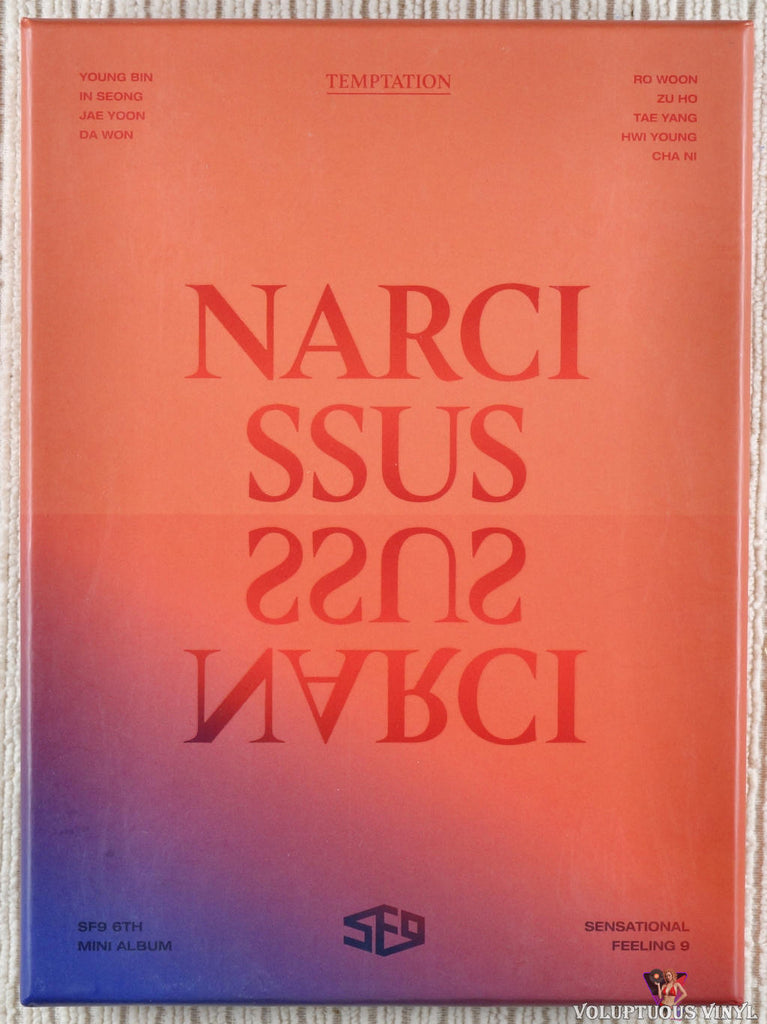 YOUNG BIN
IN SEONG
JAE YOON
DA WON
TEMPTATION
RO WOON
ZU HO
TAE YANG
HWI YOUNG
CHA NI
NARCI
SSUS
SSUS
NARCI
SF9 6TH
MINI ALBUM
SF9
SENSATIONAL
FEELING 9
VOLUPTUOUS VINYL